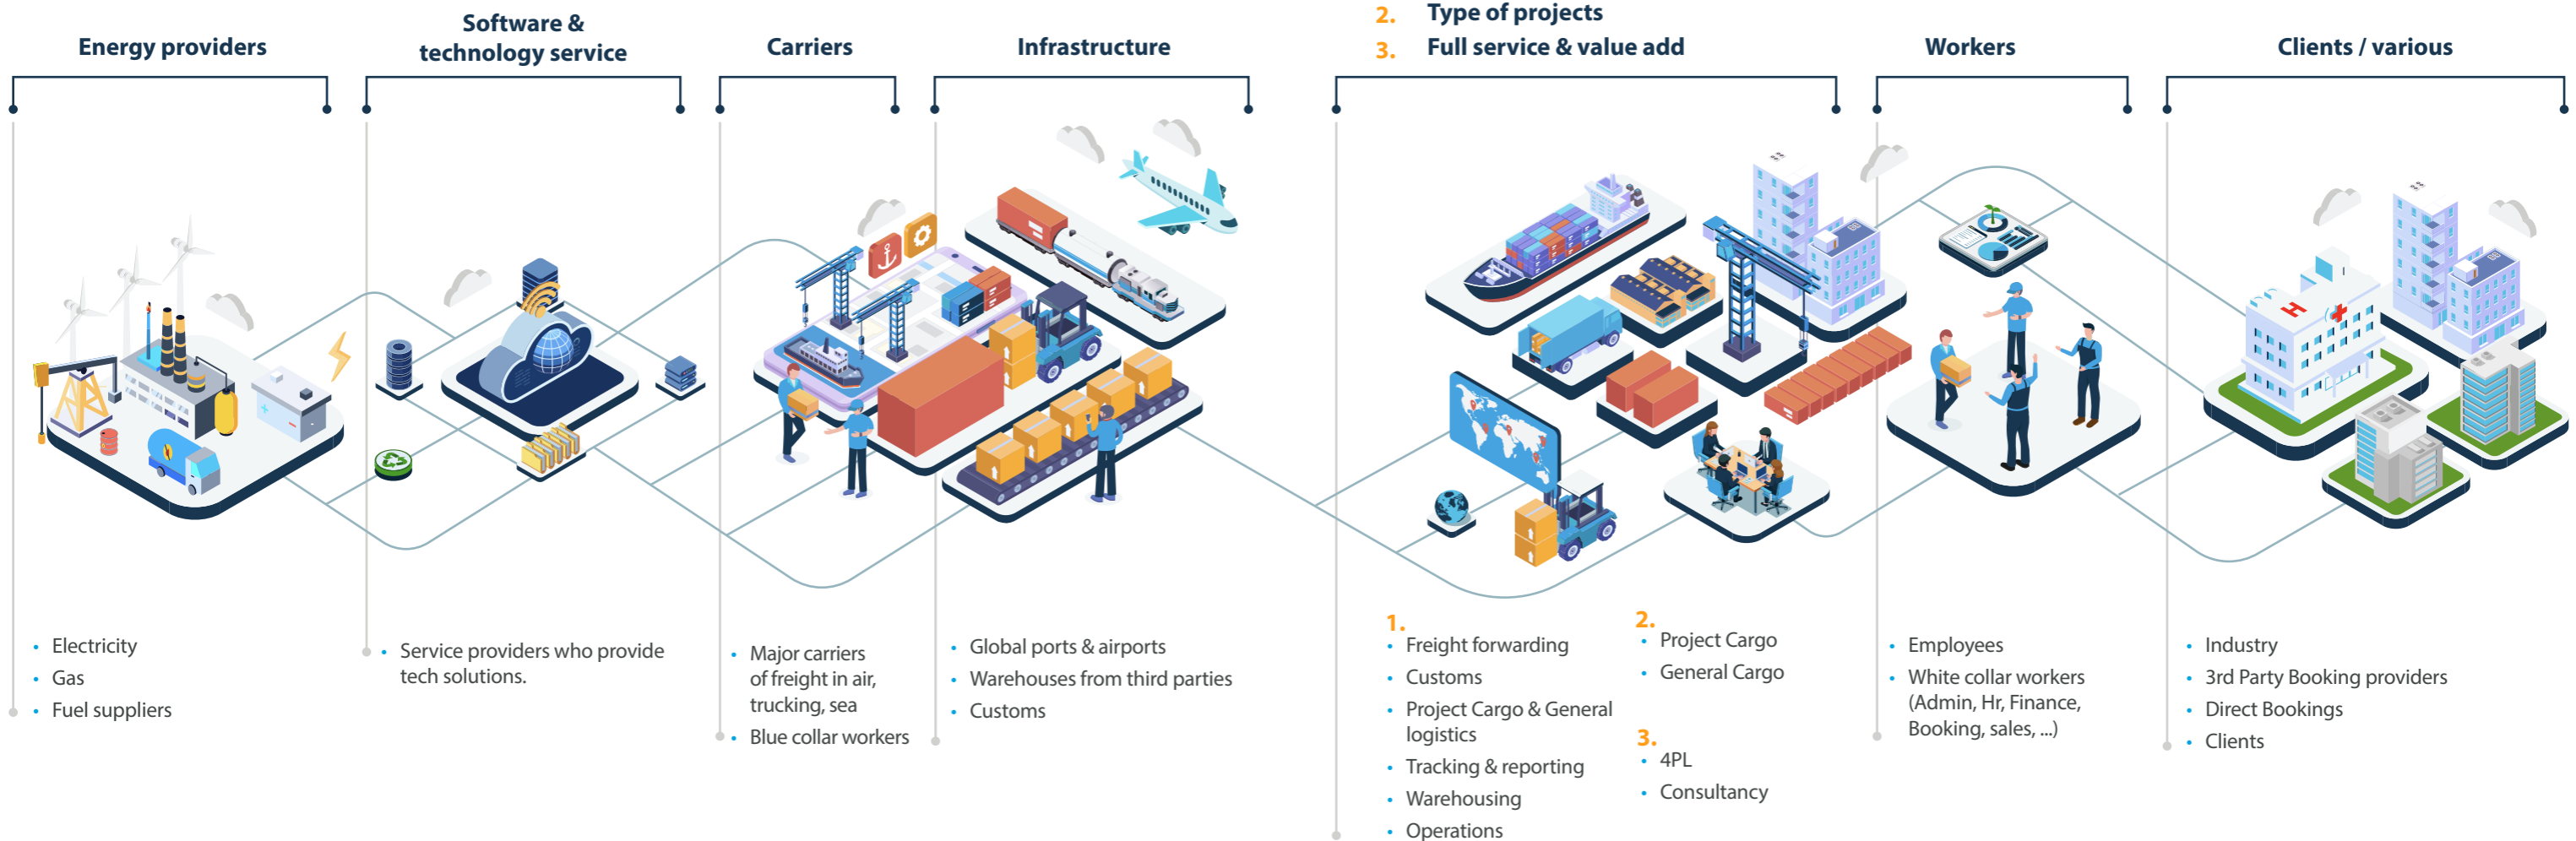 Energy providers
Software &
technology service
Carriers
Infrastructure
2. Type of projects
3. Full service & value add
Workers
Clients / various
H
• Electricity
• Gas
• Fuel suppliers
• Service providers who provide
tech solutions.
• Major carriers
of freight in air,
trucking, sea
• Blue collar workers
• Global ports & airports
• Warehouses from third parties
• Customs
1.
• Freight forwarding
• Customs
• Project Cargo & General
logistics
• Tracking & reporting
• Warehousing
• Operations
2.
• Project Cargo
• General Cargo
3.
• 4PL
• Consultancy
• Employees
• White collar workers
(Admin, Hr, Finance,
Booking, sales, ...)
• Industry
• 3rd Party Booking providers
• Direct Bookings
• Clients